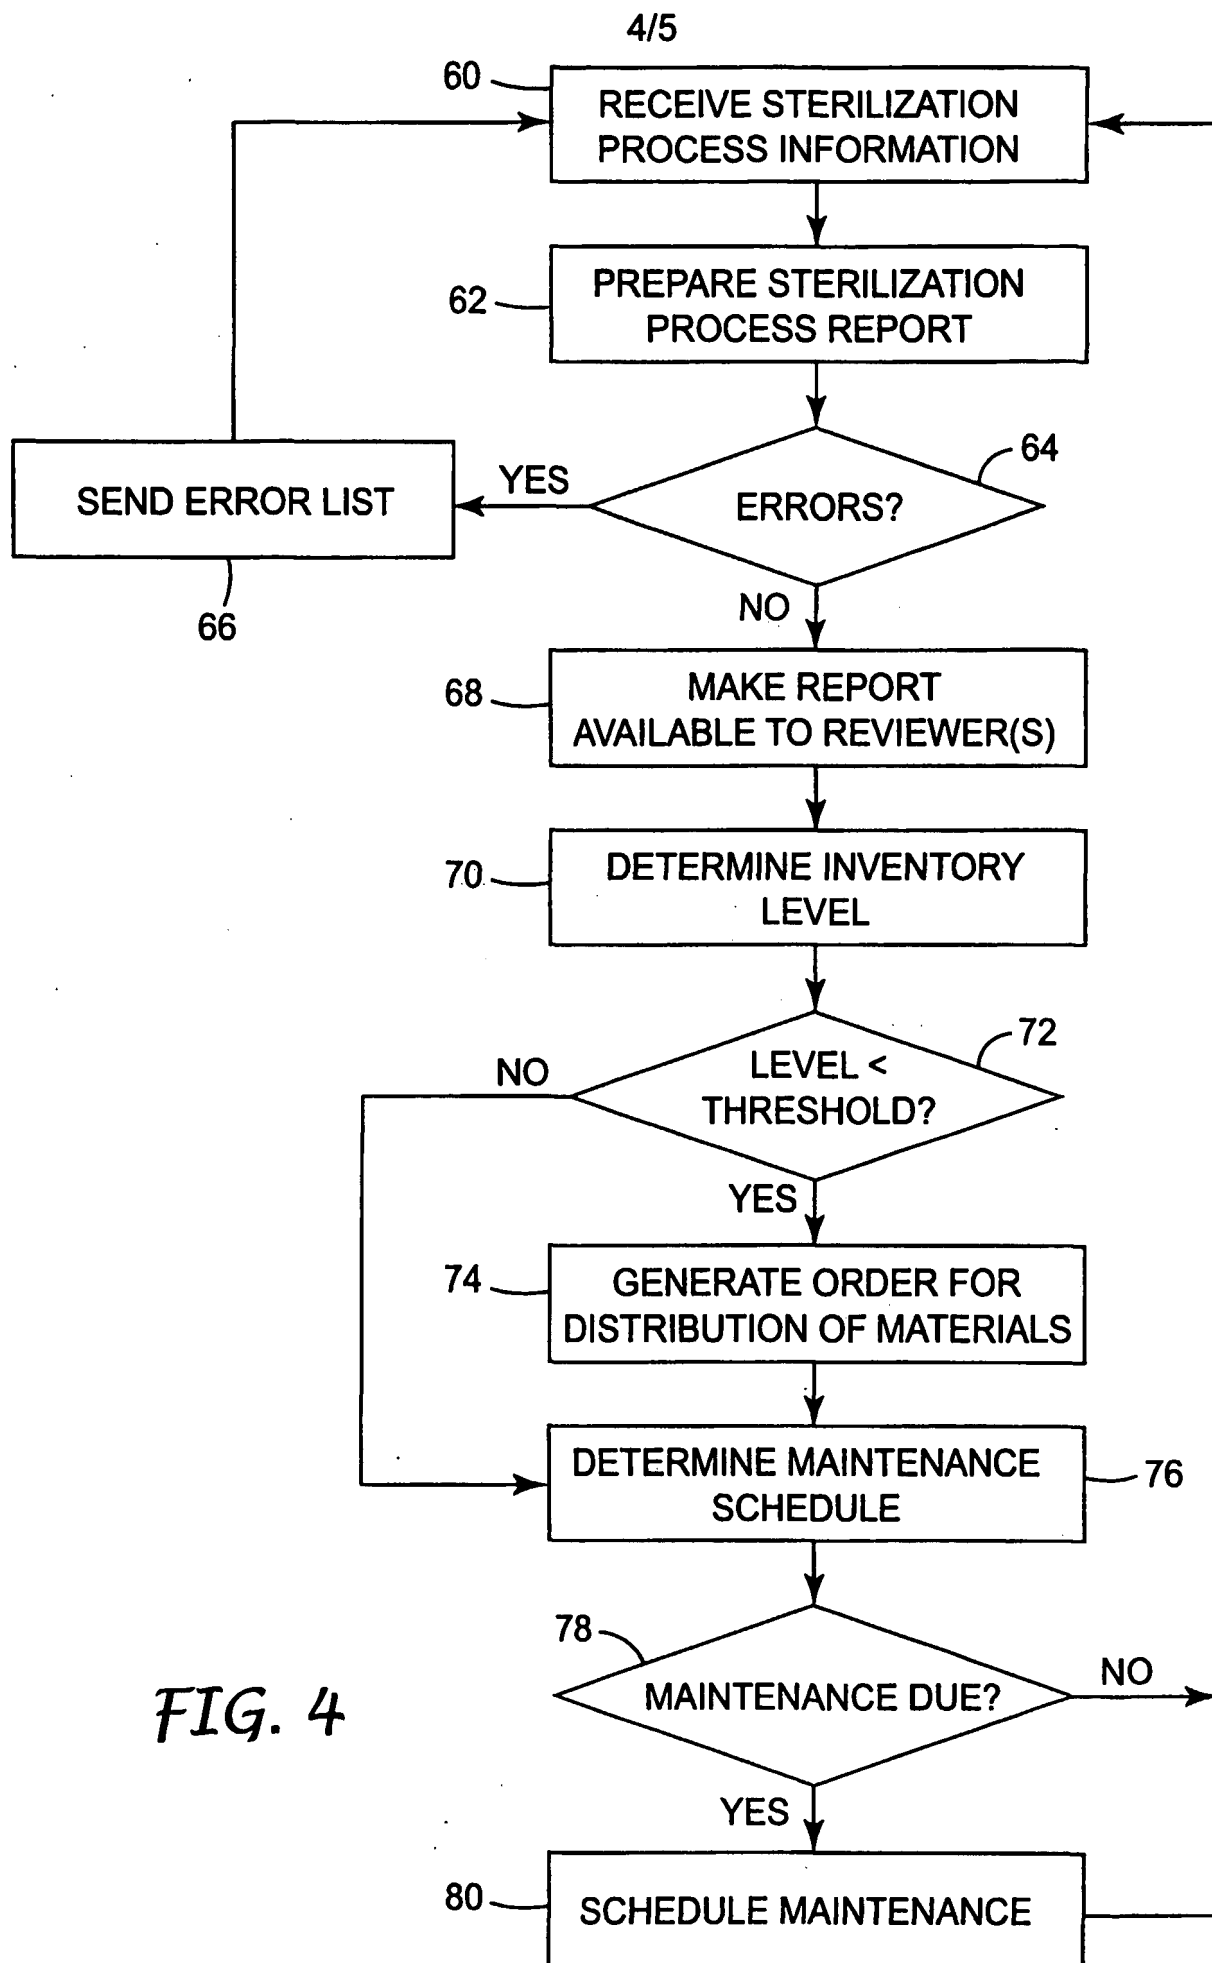 4/5
60
RECEIVE STERILIZATION
PROCESS INFORMATION
62
PREPARE STERILIZATION
PROCESS REPORT
64
ERRORS?
YES
SEND ERROR LIST
66
NO
68
MAKE REPORT
AVAILABLE TO REVIEWER(S)
70
DETERMINE INVENTORY
LEVEL
72
LEVEL <
THRESHOLD?
NO
YES
74
GENERATE ORDER FOR
DISTRIBUTION OF MATERIALS
DETERMINE MAINTENANCE
SCHEDULE
76
78
MAINTENANCE DUE?
NO
FIG. 4
YES
80
SCHEDULE MAINTENANCE